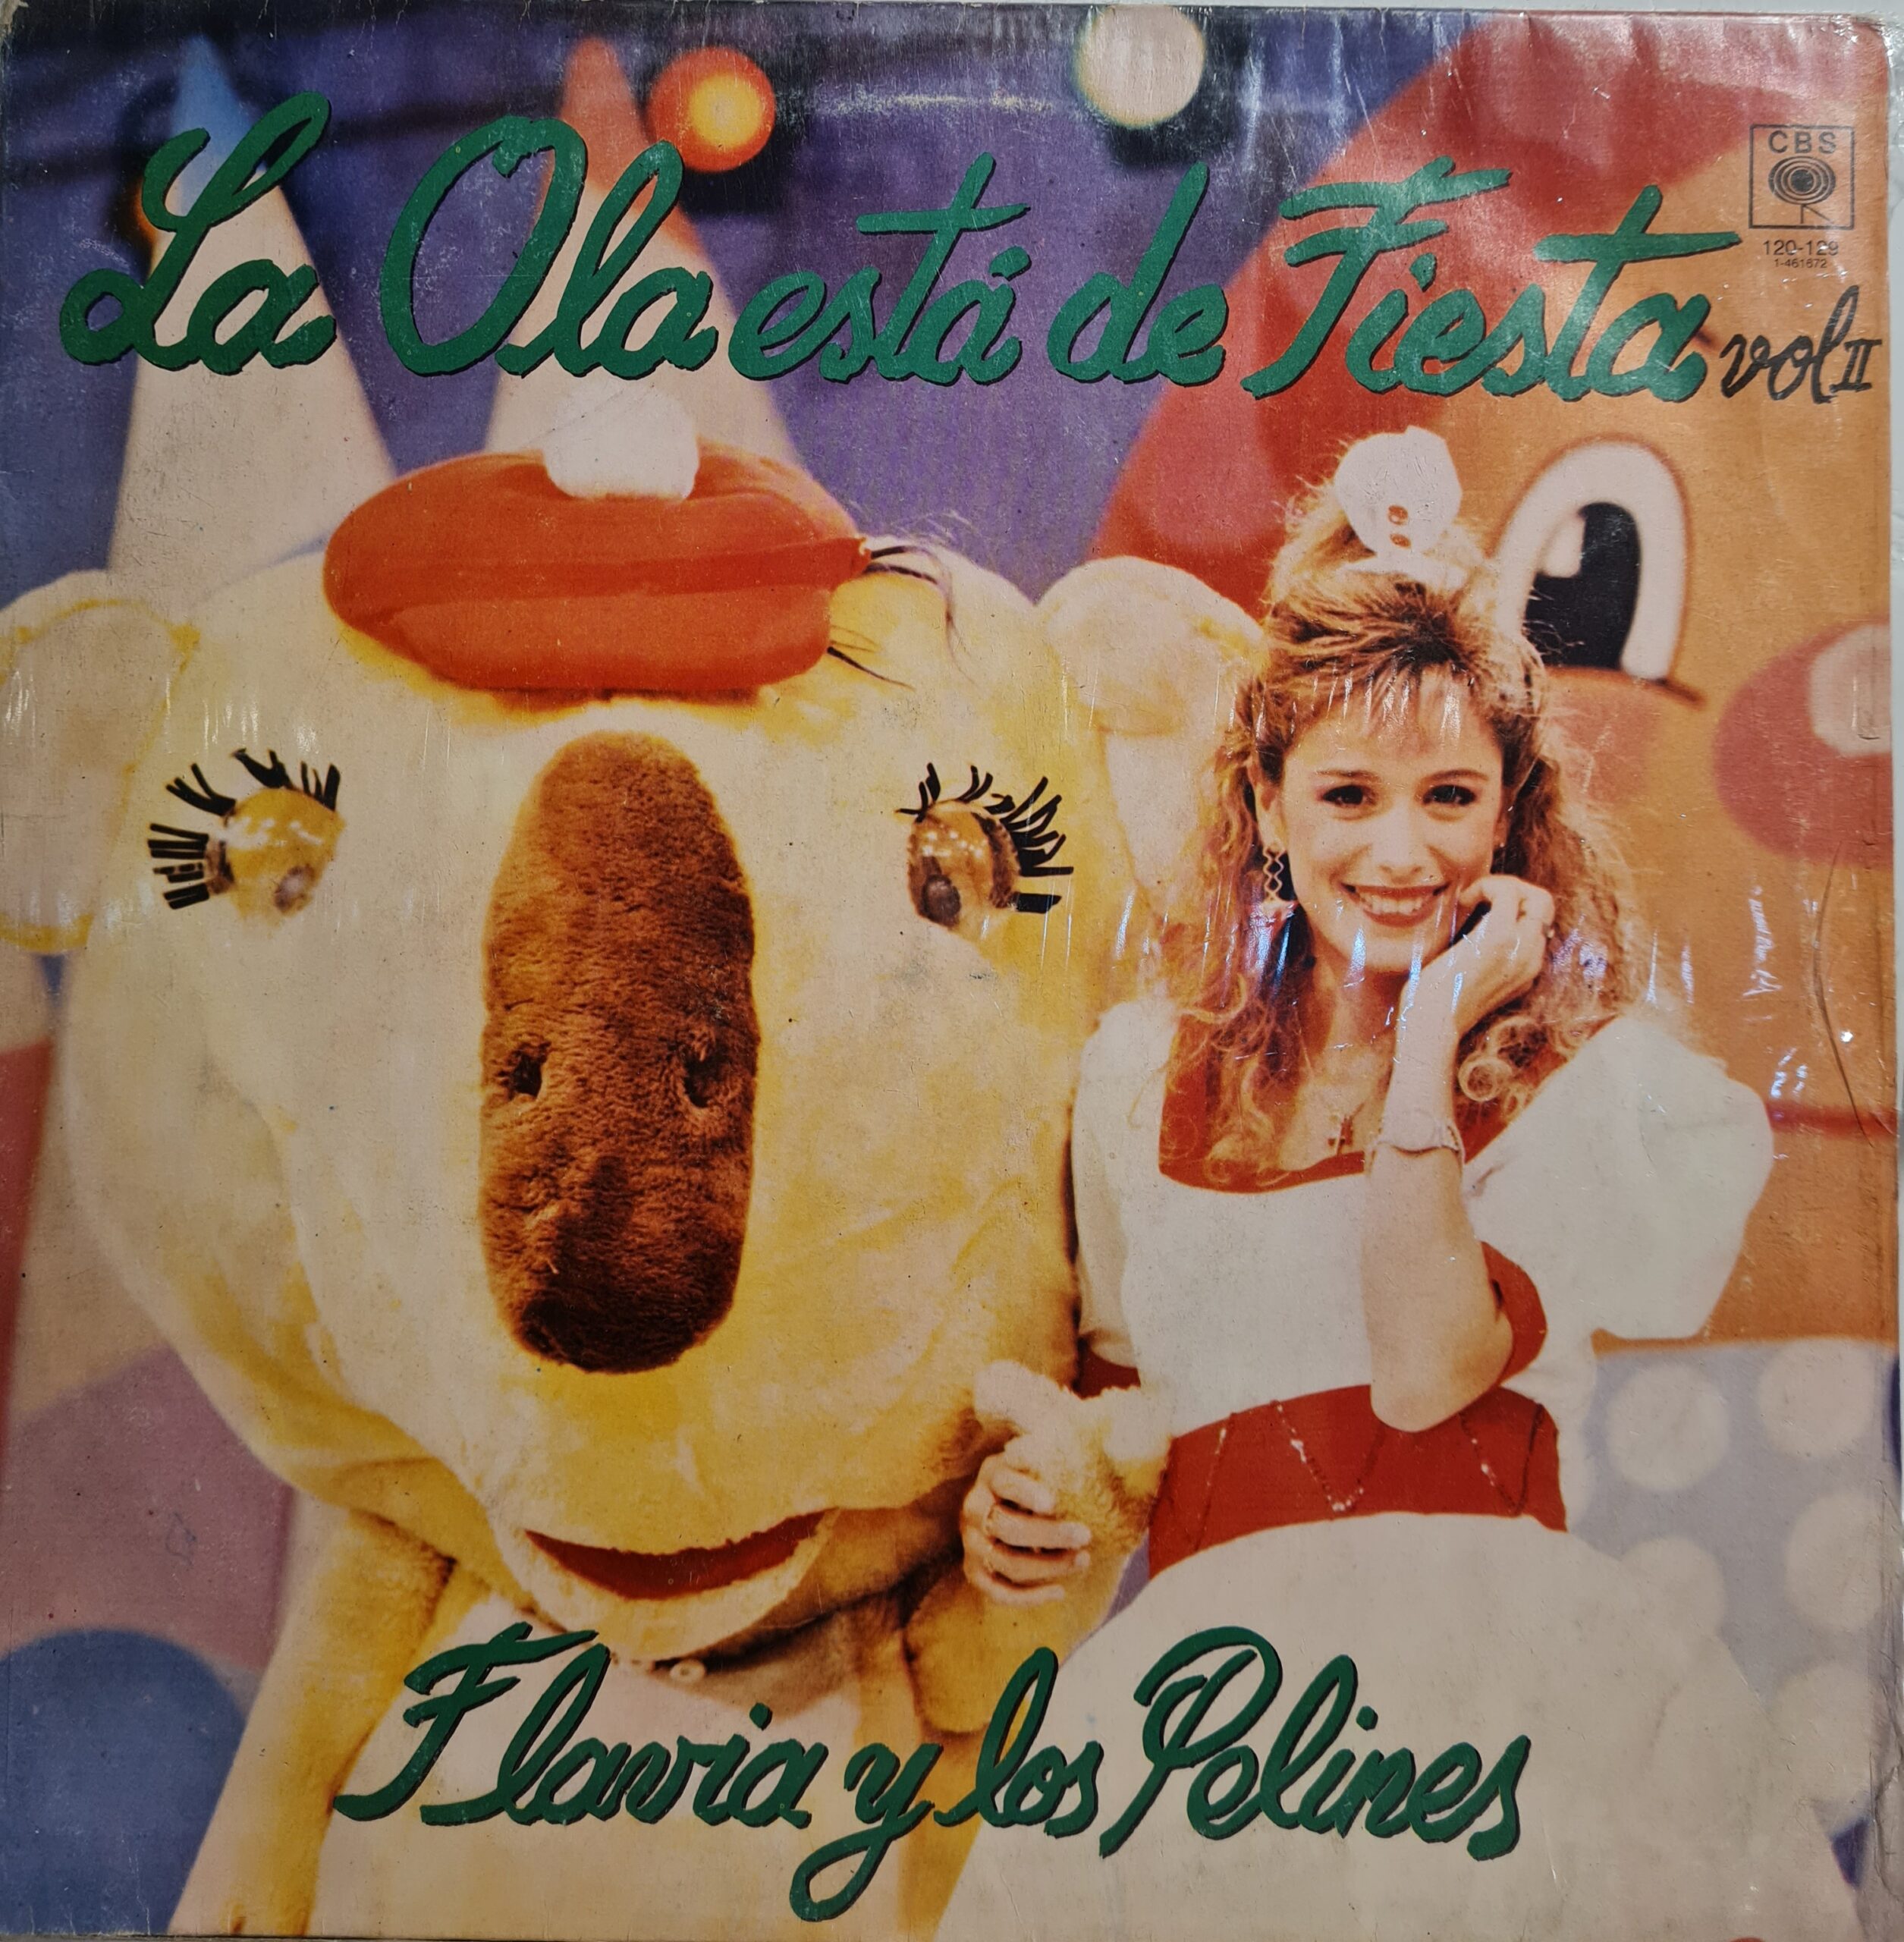 La Ola está de Fiesta vol II
CBS
120-129
1-461672
Flavia y los Pelines